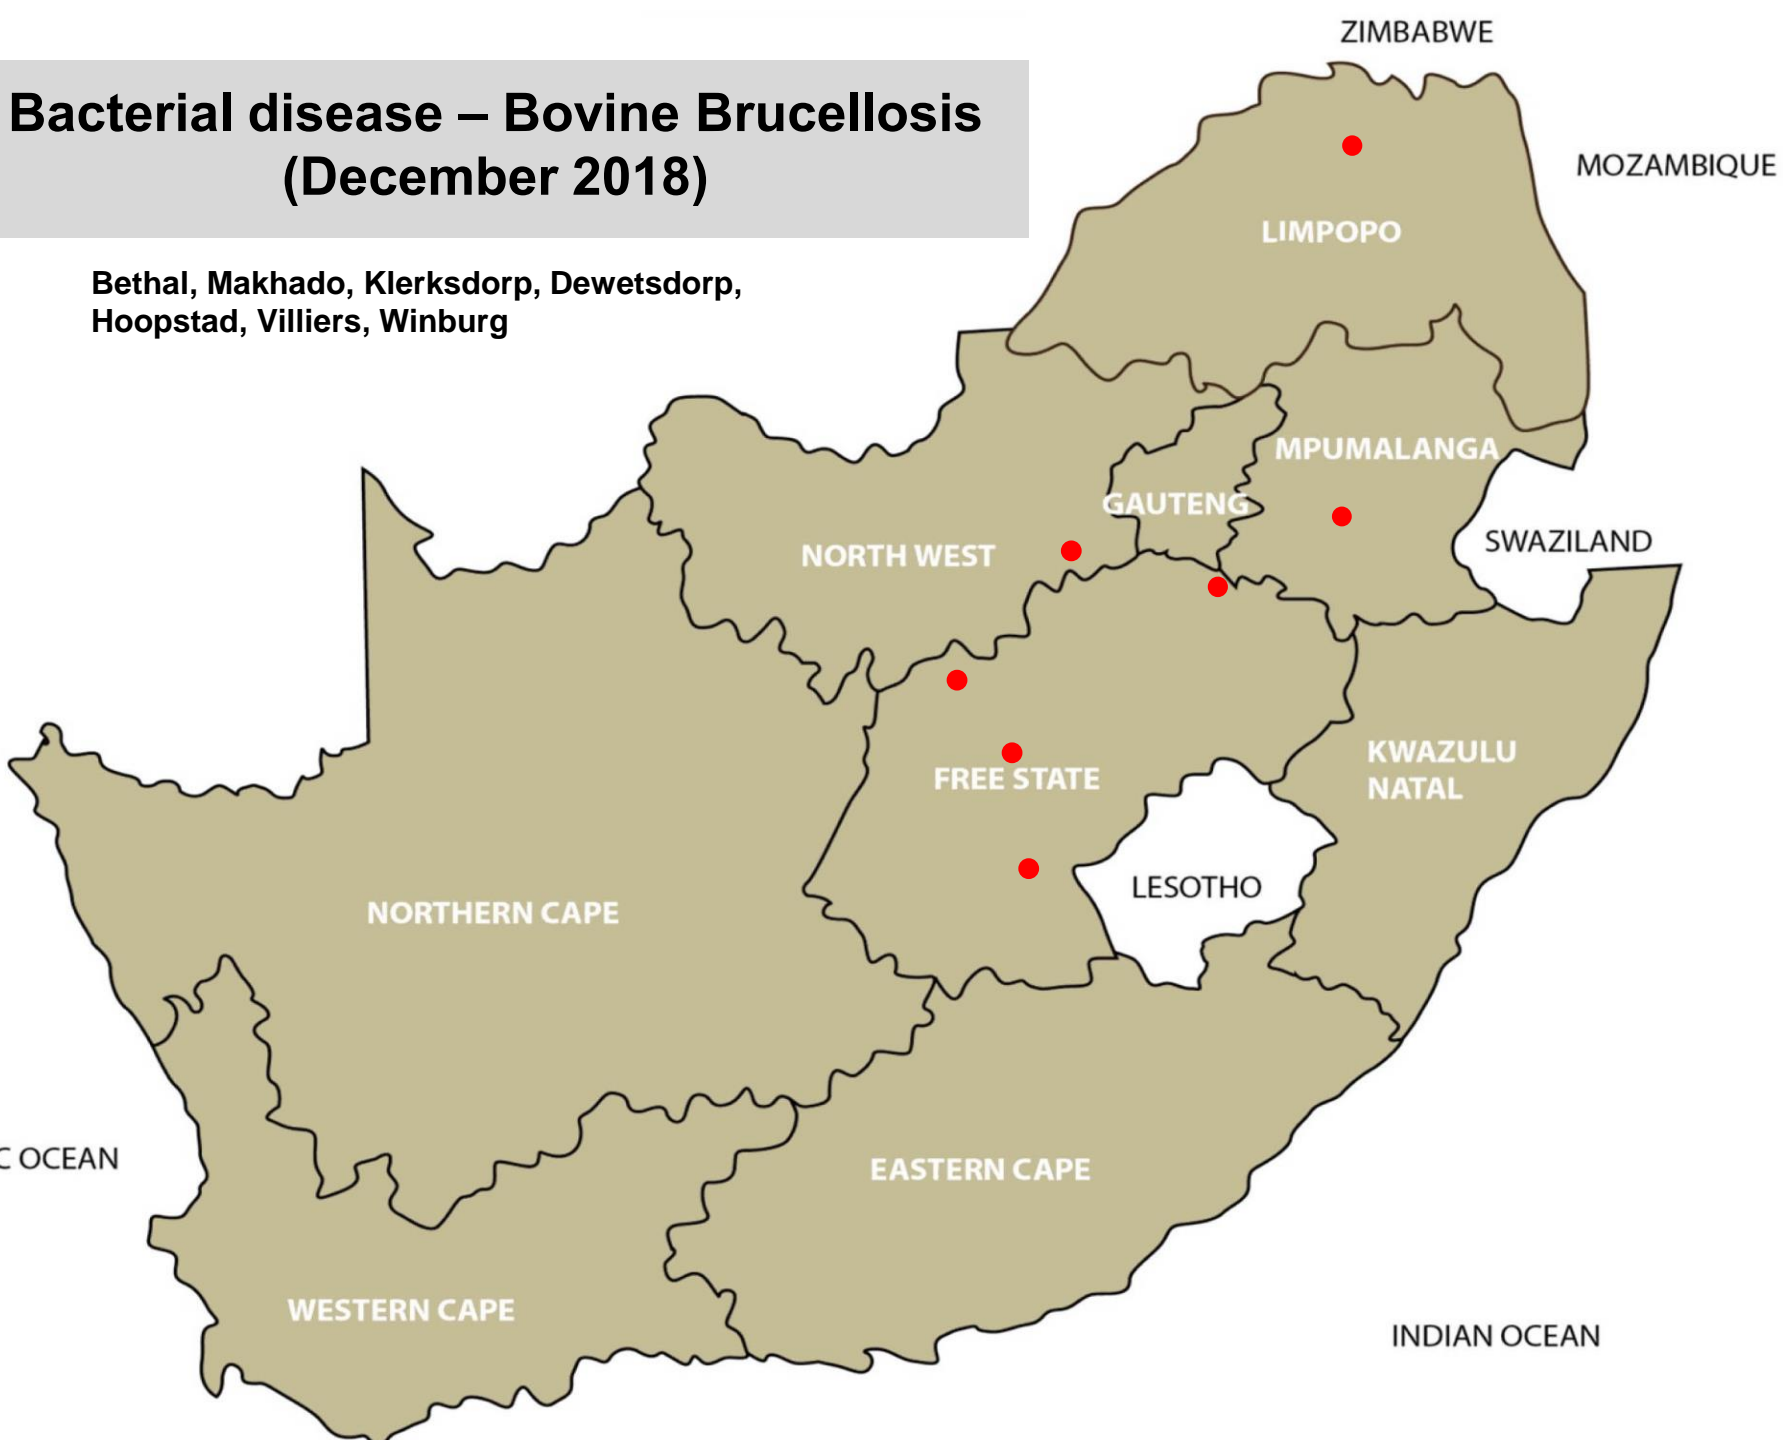 ZIMBABWE
Bacterial disease – Bovine Brucellosis
(December 2018)
MOZAMBIQUE
LIMPOPO
Bethal, Makhado, Klerksdorp, Dewetsdorp,
Hoopstad, Villiers, Winburg
MPUMALANGA
GAUTENG
SWAZILAND
NORTH WEST
KWAZULU
NATAL
FREE STATE
LESOTHO
NORTHERN CAPE
C OCEAN
EASTERN CAPE
WESTERN CAPE
INDIAN OCEAN